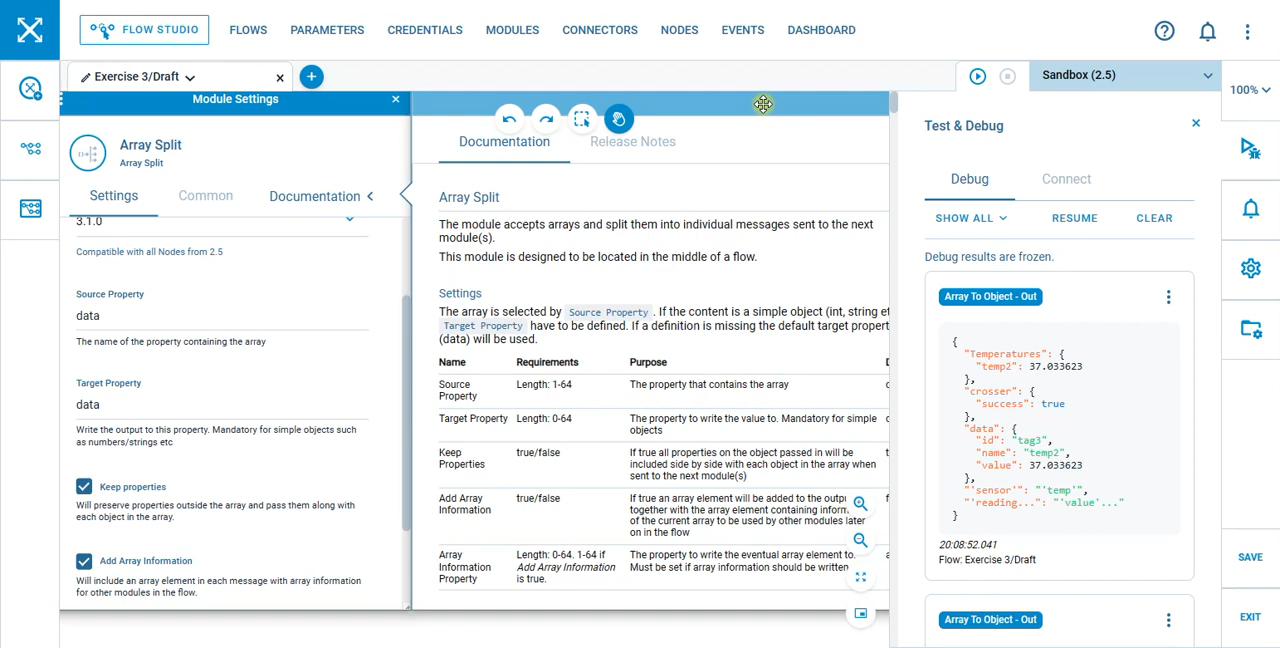 FLOW STUDIO
FLOWS
PARAMETERS
CREDENTIALS
MODULES
CONNECTORS
NODES
EVENTS
DASHBOARD
Exercise 3/Draft
Sandbox (2.5)
100%
Module Settings
Array Split
Array Split
Settings
Common
Documentation
3.1.0
Compatible with all Nodes from 2.5
Source Property
data
The name of the property containing the array
Target Property
data
Write the output to this property. Mandatory for simple objects such
as numbers/strings etc
Keep properties
Will preserve properties outside the array and pass them along with
each object in the array.
Add Array Information
Will include an array element in each message with array information
for other modules in the flow.
Documentation
Release Notes
Array Split
The module accepts arrays and split them into individual messages sent to the next
module(s).
This module is designed to be located in the middle of a flow.
Settings
The array is selected by Source Property. If the content is a simple object (int, string et
Target Property have to be defined. If a definition is missing the default target propert
(data) will be used.
Name Requirements Purpose
Source Length: 1-64 The property that contains the array
Property
Target Property Length: 0-64 The property to write the value to. Mandatory for simple
objects
Keep true/false If true all properties on the object passed in will be
Properties included side by side with each object in the array when
sent to the next module(s)
Add Array true/false If true an array element will be added to the outpu
Information together with the array element containing inform
of the current array to be used by other modules later
on in the flow
Array Length: 0-64. 1-64 if The property to write the eventual array element to.
Information Add Array Information Must be set if array information should be written
Property is true.
Test & Debug
Debug
Connect
SHOW ALL
RESUME
CLEAR
Debug results are frozen.
Array To Object - Out
{
"Temperatures": {
"temp2": 37.033623
},
"crosser": {
"success": true
},
"data": {
"id": "tag3",
"name": "temp2",
"value": 37.033623
},
"'sensor'": "'temp'",
"'reading...": "'value'..."
}
20:08:52.041
Flow: Exercise 3/Draft
Array To Object - Out
SAVE
EXIT